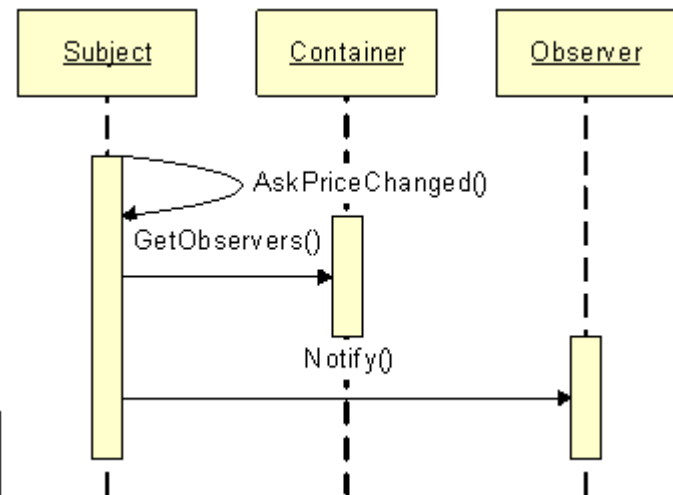 Subject
Container
Observer
AskPriceChanged()
GetObservers()
Notify()